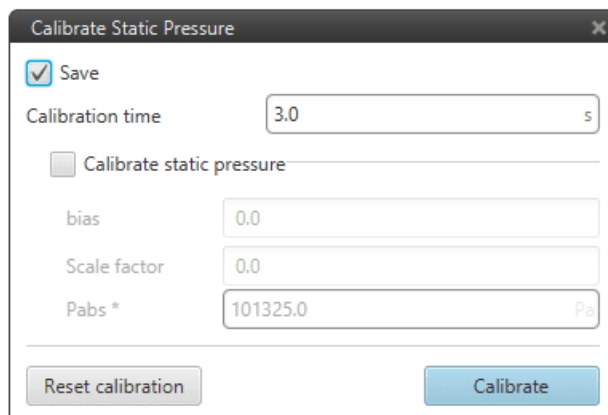 Calibrate Static Pressure
Save
Calibration time 3.0 s
Calibrate static pressure
bias 0.0
Scale factor 0.0
Pabs * 101325.0 Pa
Reset calibration Calibrate